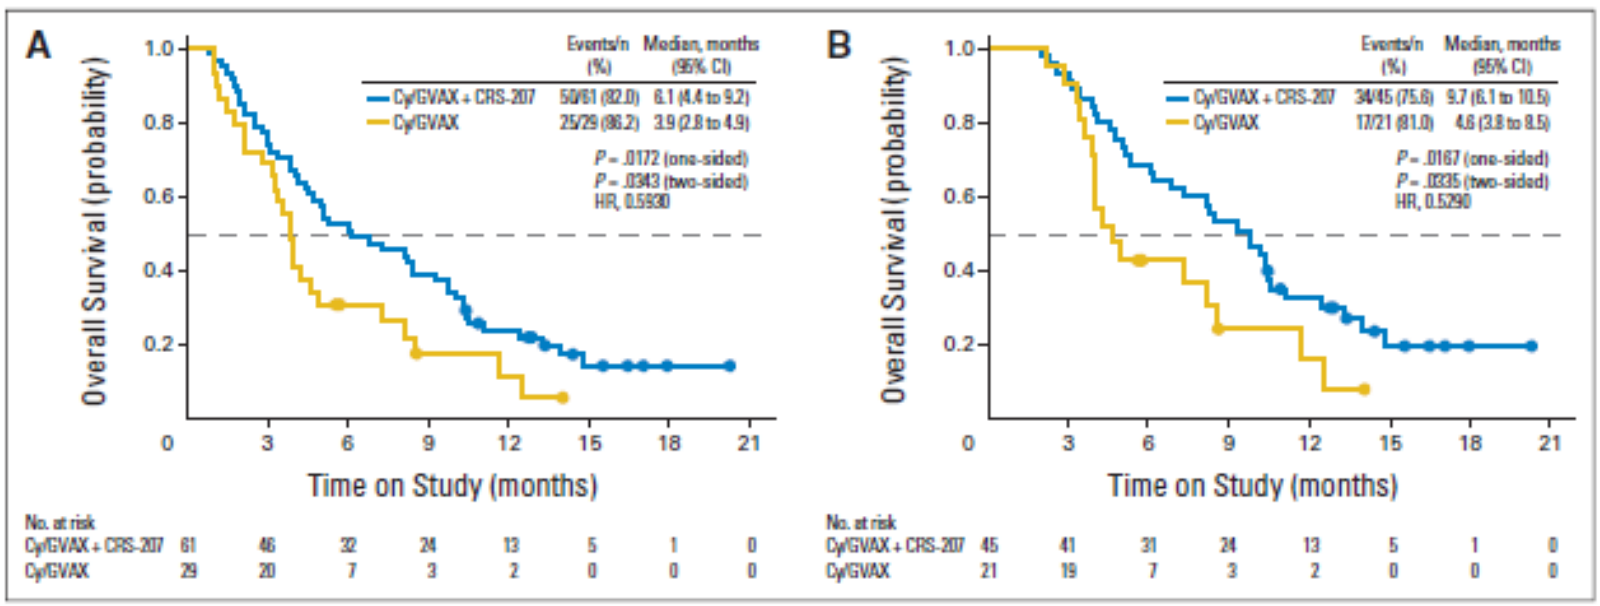 A
Overall Survival (probability)
1.0
0.8
0.6
0.4
0.2
0 3 6 9 12 15 18 21
Time on Study (months)
Events/n Median, months
(%) (95% CI)
Cy/GVAX + CRS-207 50/61 (82.0) 6.1 (4.4 to 9.2)
Cy/GVAX 25/29 (86.2) 3.9 (2.8 to 4.9)
P = .0172 (one-sided)
P = .0343 (two-sided)
HR, 0.5930
No. at risk
Cy/GVAX + CRS-207 61 46 32 24 13 5 1 0
Cy/GVAX 29 20 7 3 2 0 0 0
B
Overall Survival (probability)
1.0
0.8
0.6
0.4
0.2
0 3 6 9 12 15 18 21
Time on Study (months)
Events/n Median, months
(%) (95% CI)
Cy/GVAX + CRS-207 34/45 (75.6) 9.7 (6.1 to 10.5)
Cy/GVAX 17/21 (81.0) 4.6 (3.8 to 8.5)
P = .0167 (one-sided)
P = .0335 (two-sided)
HR, 0.5290
No. at risk
Cy/GVAX + CRS-207 45 41 31 24 13 5 1 0
Cy/GVAX 21 19 7 3 2 0 0 0